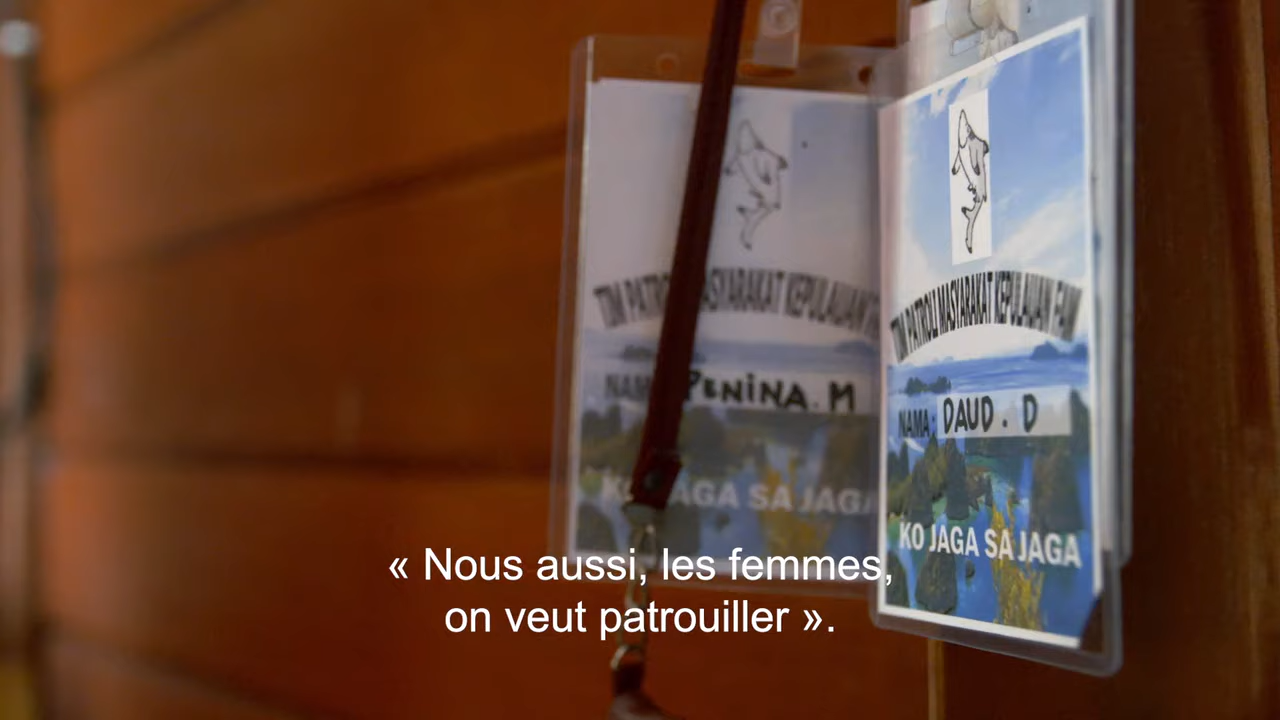 TIM PATROLI MASYARAKAT KEPULAUAN
PENINA. M
KO JAGA SA JAGA
TIM PATROLI MASYARAKAT KEPULAUAN FAM
NAMA: DAUD. D
KO JAGA SA JAGA
« Nous aussi, les femmes,
on veut patrouiller ».